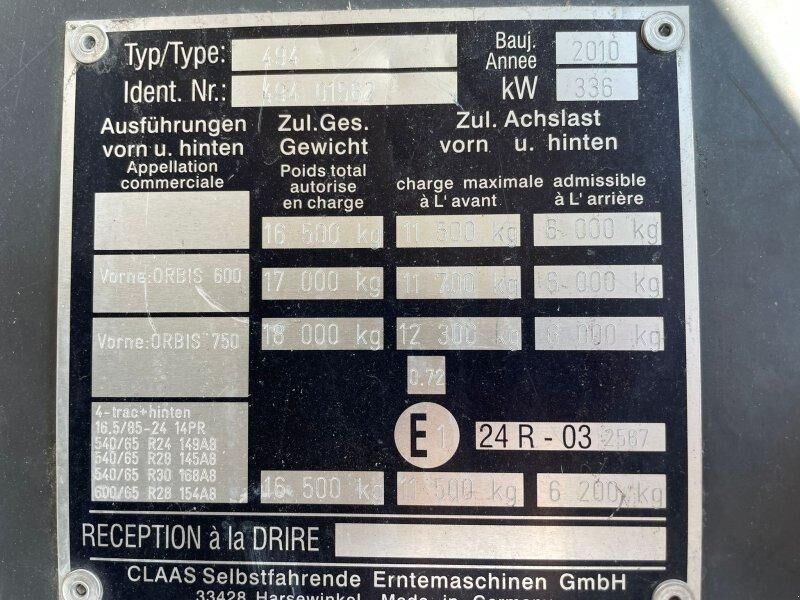 Typ/Type: 494
Bauj. Annee 2010
Ident. Nr.: 494 01562
kW 336
Ausführungen vorn u. hinten
Appellation commerciale
Zul.Ges. Gewicht
Poids total autorise en charge
Zul. Achslast vorn u. hinten
charge maximale admissible
à L'avant à L'arrière
16 500 kg 11 500 kg 6 000 kg
Vorne:ORBIS 600 17 000 kg 11 700 kg 6 000 kg
Vorne:ORBIS 750 18 000 kg 12 300 kg 6 000 kg
0.72
E 1 24 R - 03 2567
4-trac+hinten
16.5/85-24 14PR
540/65 R24 149A8
540/65 R28 145A8
540/65 R30 168A8
600/65 R28 154A8
16 500 kg 11 500 kg 6 200 kg
RECEPTION à la DRIRE
CLAAS Selbstfahrende Erntemaschinen GmbH
33428 Harsewinkel Made in Germany